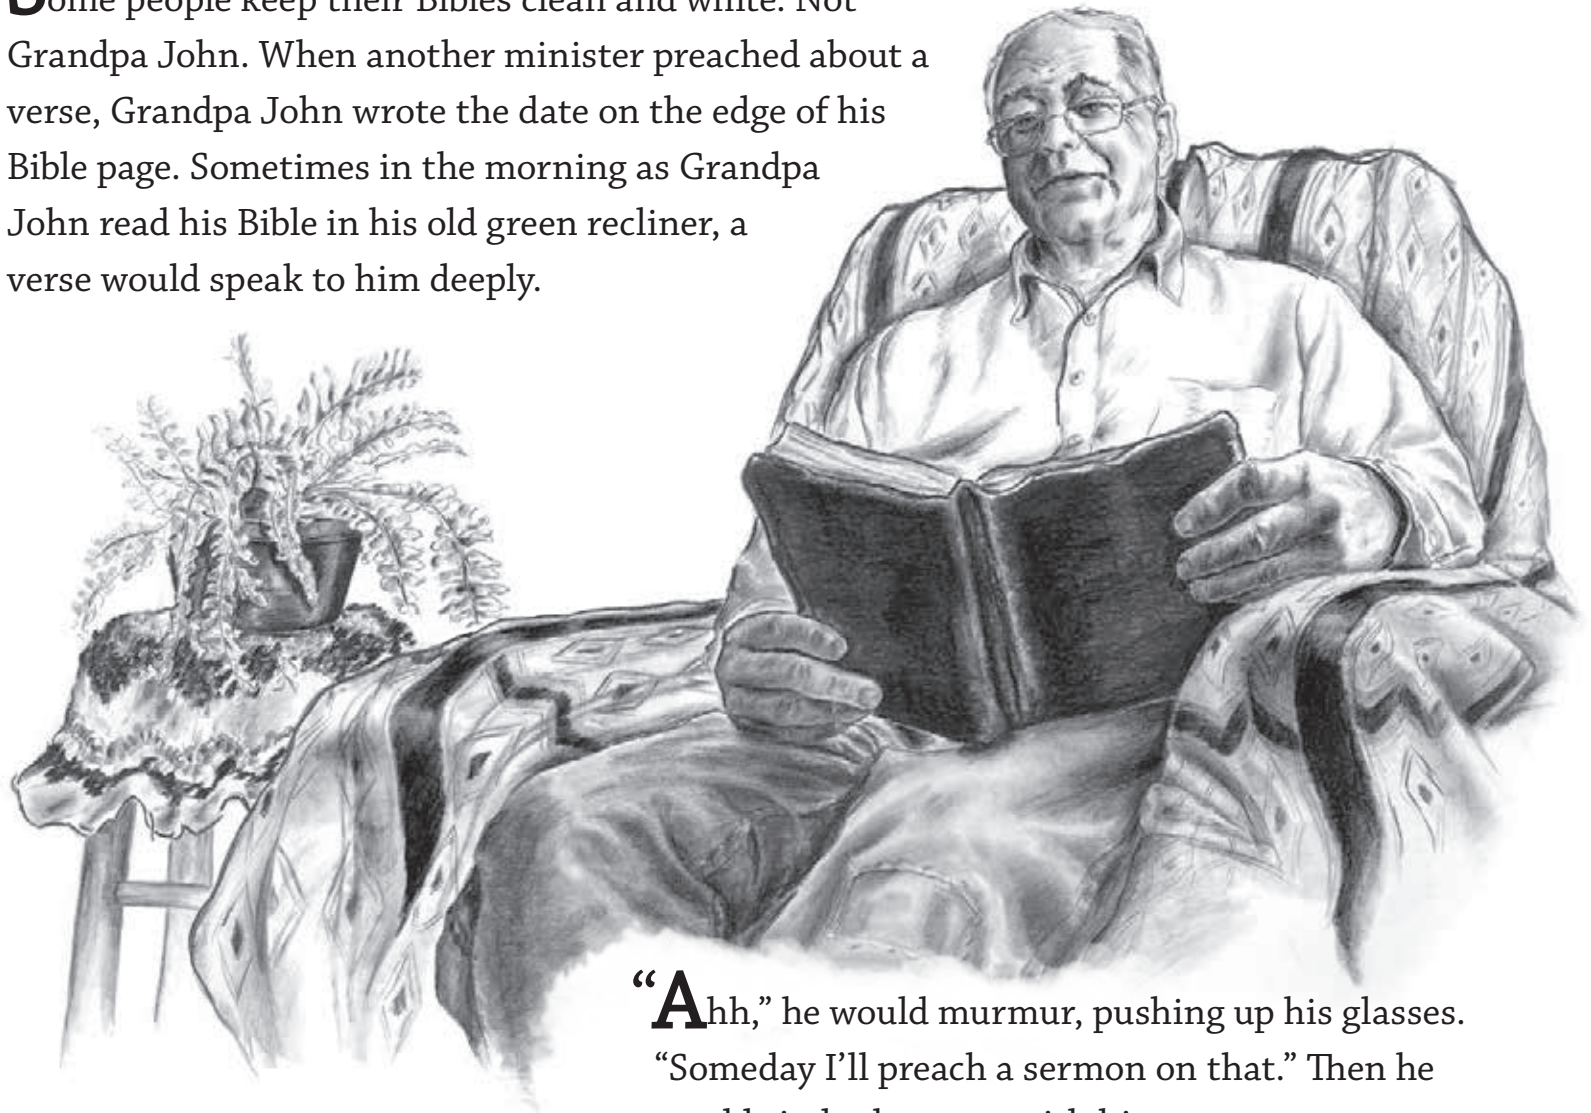 Some people keep their Bibles clean and white. Not
Grandpa John. When another minister preached about a
verse, Grandpa John wrote the date on the edge of his
Bible page. Sometimes in the morning as Grandpa
John read his Bible in his old green recliner, a
verse would speak to him deeply.
“Ahh,” he would murmur, pushing up his glasses.
“Someday I’ll preach a sermon on that.” Then he